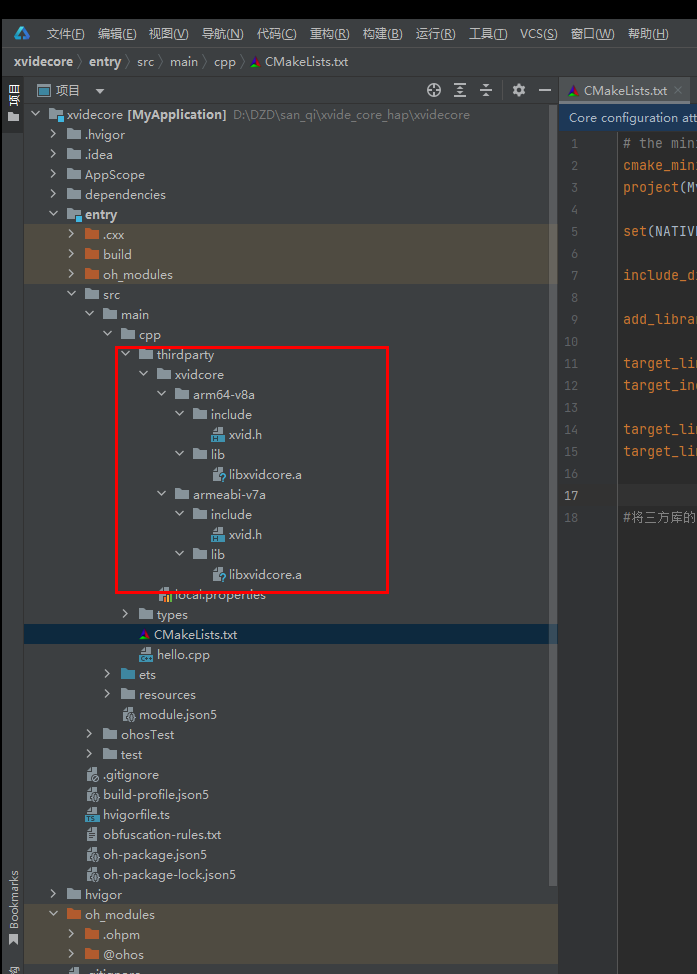 文件(F) 编辑(E) 视图(V) 导航(N) 代码(C) 重构(R) 构建(B) 运行(R) 工具(T) VCS(S) 窗口(W) 帮助(H)
xvidecore entry src main cpp CMakeLists.txt
项目
项目
CMakeLists.txt
xvidecore [MyApplication] D:\DZD\san_qi\xvide_core_hap\xvidecore
.hvigor
.idea
AppScope
dependencies
entry
.cxx
build
oh_modules
src
main
cpp
thirdparty
xvidcore
arm64-v8a
include
xvid.h
lib
libxvidcore.a
armeabi-v7a
include
xvid.h
lib
libxvidcore.a
local.properties
types
CMakeLists.txt
hello.cpp
ets
resources
module.json5
ohosTest
test
.gitignore
build-profile.json5
hvigorfile.ts
obfuscation-rules.txt
oh-package.json5
oh-package-lock.json5
hvigor
oh_modules
.ohpm
@ohos
.gitignore
Bookmarks
Core configuration att
1 # the mini
2 cmake_mini
3 project(My
4
5 set(NATIVE
6
7 include_di
8
9 add_librar
10
11 target_lin
12 target_inc
13
14 target_lin
15 target_lin
16
17
18 #将三方库的